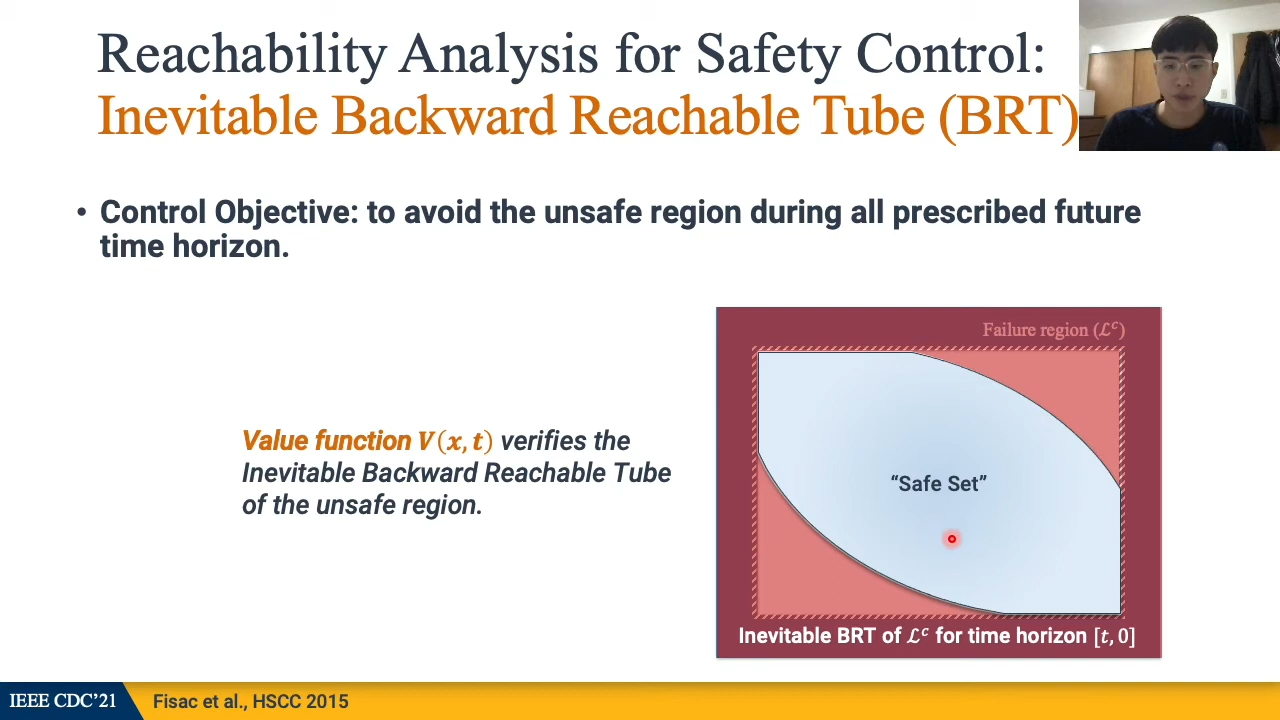 Reachability Analysis for Safety Control:
Inevitable Backward Reachable Tube (BRT)
• Control Objective: to avoid the unsafe region during all prescribed future
time horizon.
Failure region (ℒᶜ)
Value function 𝑽(𝒙, 𝒕) verifies the
Inevitable Backward Reachable Tube
of the unsafe region.
“Safe Set”
Inevitable BRT of ℒᶜ for time horizon [𝑡, 0]
IEEE CDC’21
Fisac et al., HSCC 2015